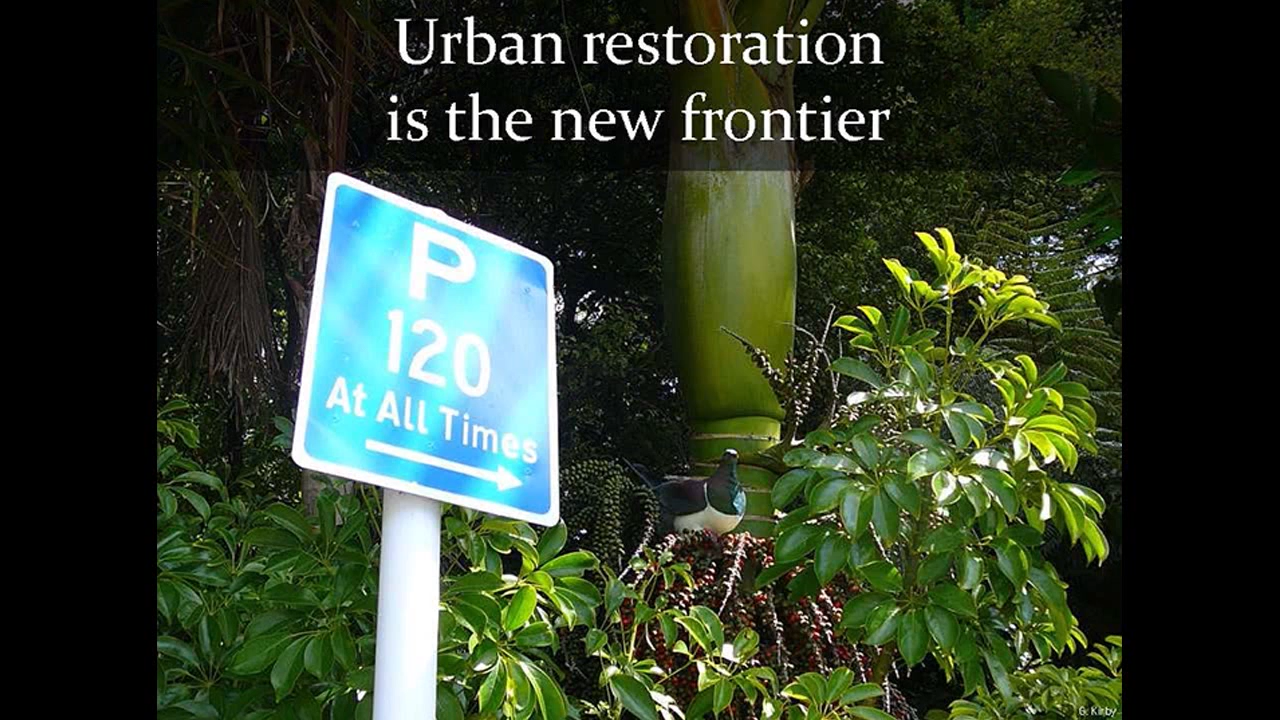 Urban restoration
is the new frontier
P
120
At All Times
G. Kirby